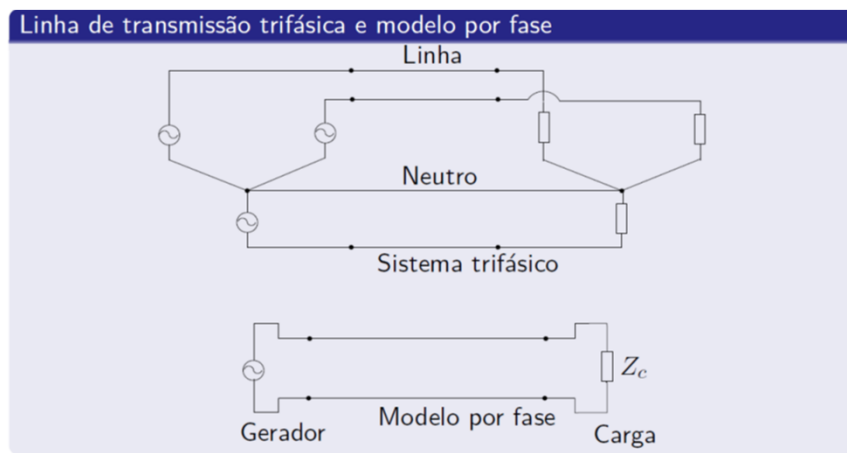 Linha de transmissão trifásica e modelo por fase
Linha
Neutro
Sistema trifásico
Z_c
Modelo por fase
Gerador
Carga